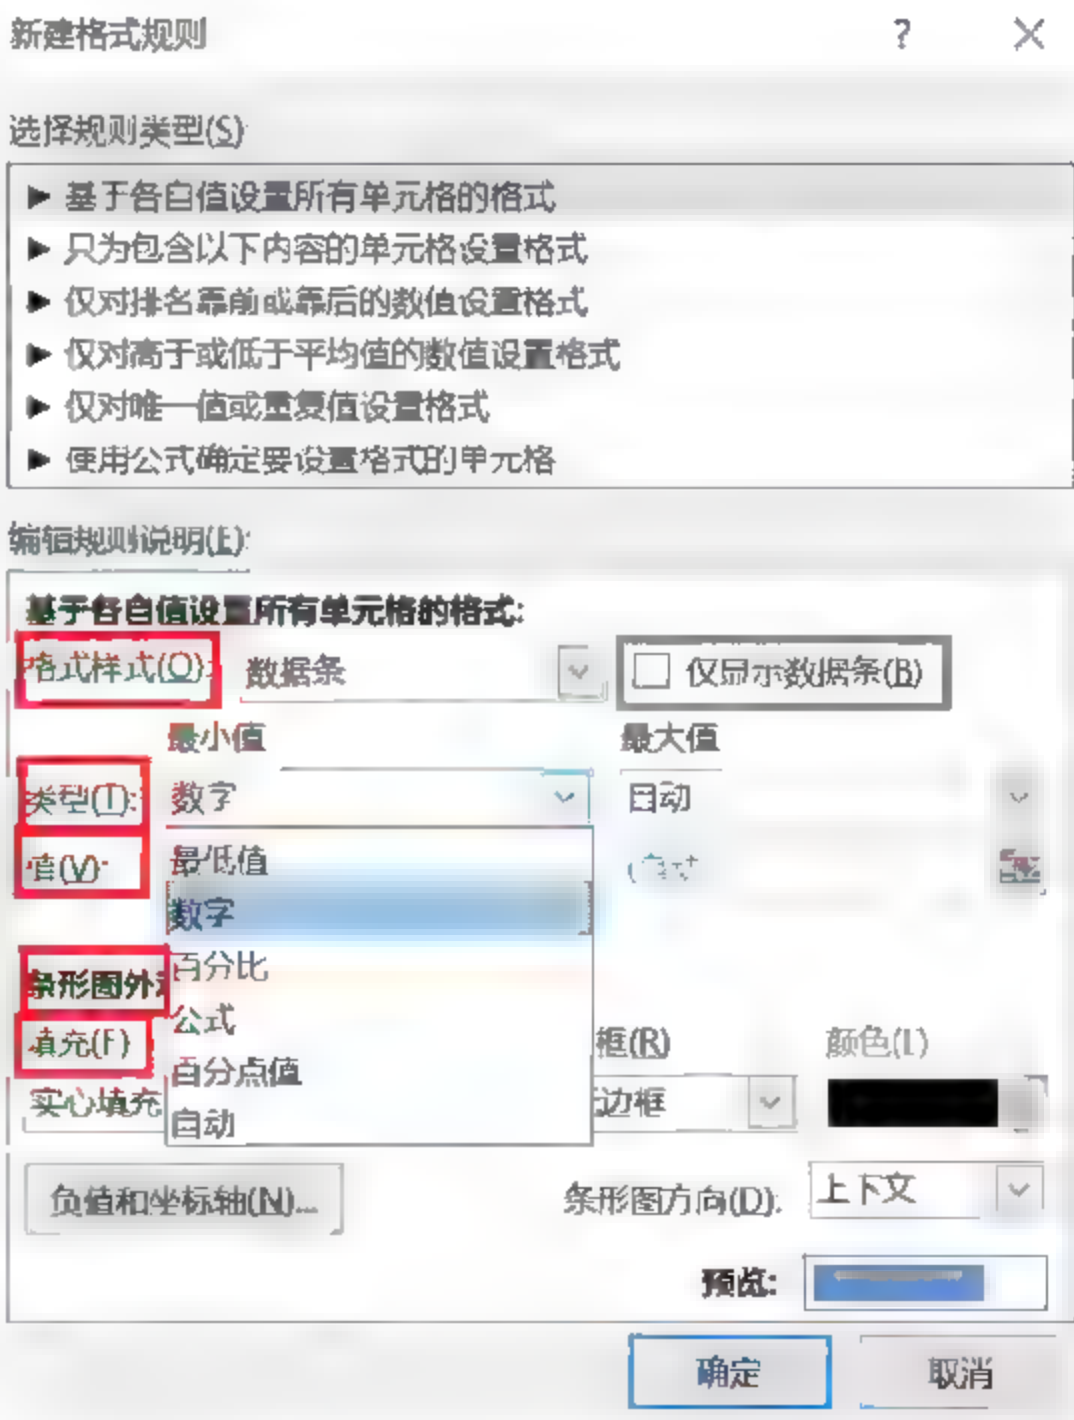 新建格式规则 ?
选择规则类型(S)
基于各自值设置所有单元格的格式
只为包含以下内容的单元格设置格式
仅对排名靠前或靠后的数值设置格式
仅对高于或低于平均值的数值设置格式
仅对唯一值或重复值设置格式
使用公式确定要设置格式的单元格
编辑规则说明(E):
基于各自值设置所有单元格的格式:
格式样式(O): 数据条 仅显示数据条(B)
最小值 最大值
类型(T): 数字 自动
值(V)
最低值
数字
百分比
条形图外
公式
填充(F) 框(R) 颜色(L)
百分点值
实心填充 边框
自动
负值和坐标轴(N)... 条形图方向(D): 上下文
预览:
确定 取消